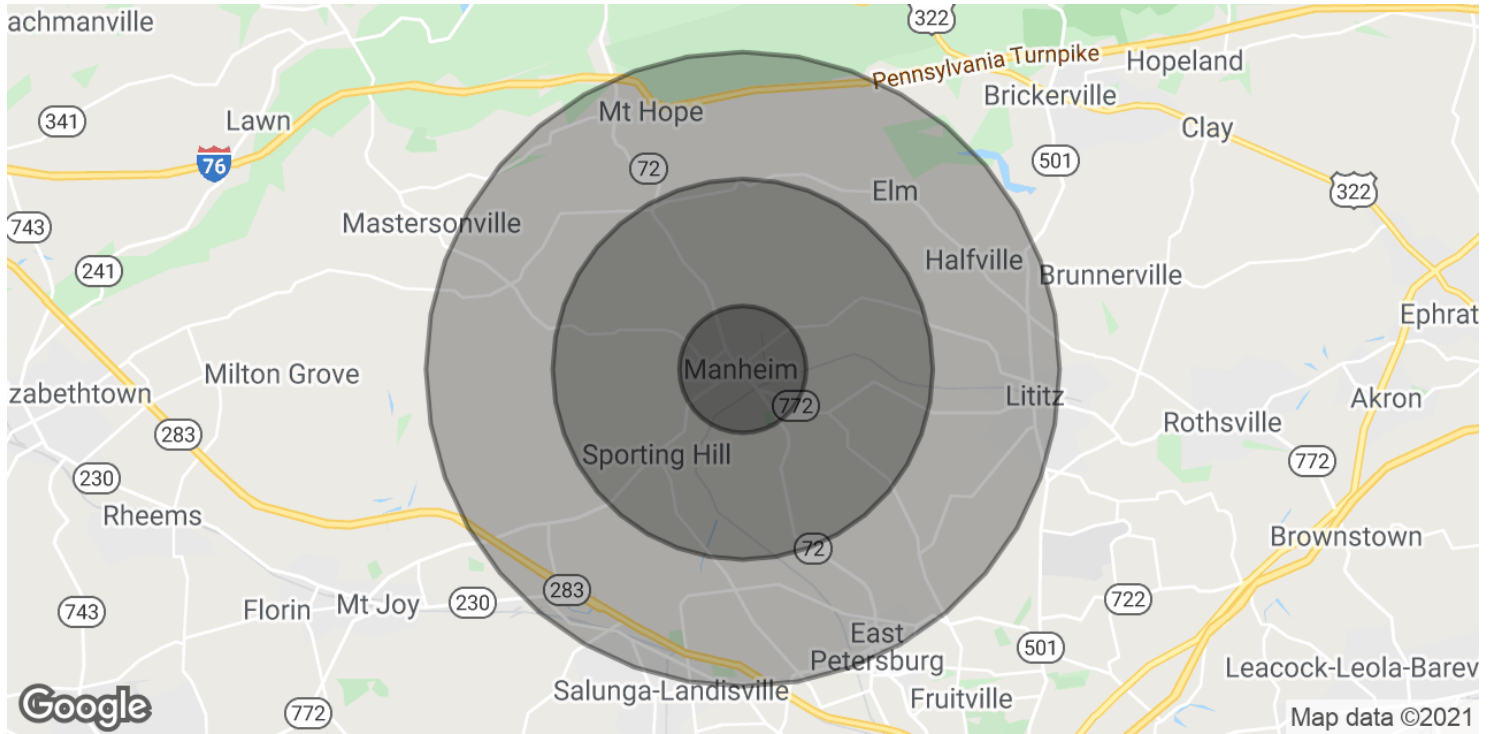 achmanville
322
Pennsylvania Turnpike
Hopeland
Brickerville
341
Lawn
Mt Hope
Clay
76
72
501
322
Elm
743
Mastersonville
241
Halfville
Brunnerville
Ephrat
Manheim
Milton Grove
zabethtown
772
Lititz
Akron
Rothsville
283
Sporting Hill
772
230
Rheems
Brownstown
72
283
230
722
743
Florin
Mt Joy
East
Petersburg
501
Leacock-Leola-Barev
Salunga-Landisville
Fruitville
Google
772
Map data ©2021